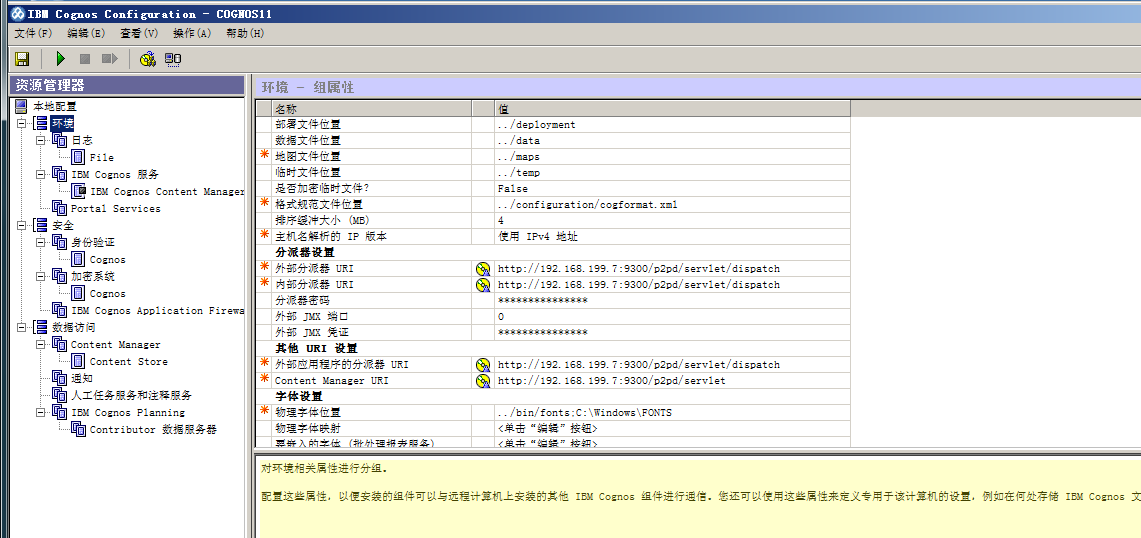 IBM Cognos Configuration - COGNOS11
文件(F) 编辑(E) 查看(V) 操作(A) 帮助(H)
资源管理器
本地配置
环境
日志
File
IBM Cognos 服务
IBM Cognos Content Manager
Portal Services
安全
身份验证
Cognos
加密系统
Cognos
IBM Cognos Application Firewa
数据访问
Content Manager
Content Store
通知
人工任务服务和注释服务
IBM Cognos Planning
Contributor 数据服务器
环境 - 组属性
名称 值
部署文件位置 ../deployment
数据文件位置 ../data
* 地图文件位置 ../maps
临时文件位置 ../temp
是否加密临时文件? False
* 格式规范文件位置 ../configuration/cogformat.xml
排序缓冲大小 (MB) 4
* 主机名解析的 IP 版本 使用 IPv4 地址
分派器设置
* 外部分派器 URI http://192.168.199.7:9300/p2pd/servlet/dispatch
* 内部分派器 URI http://192.168.199.7:9300/p2pd/servlet/dispatch
分派器密码 ***************
外部 JMX 端口 0
外部 JMX 凭证 ***************
其他 URI 设置
* 外部应用程序的分派器 URI http://192.168.199.7:9300/p2pd/servlet/dispatch
* Content Manager URI http://192.168.199.7:9300/p2pd/servlet
字体设置
* 物理字体位置 ../bin/fonts;C:\Windows\FONTS
物理字体映射 <单击“编辑”按钮>
要嵌入的字体 (批处理报表服务) <单击“编辑”按钮>
对环境相关属性进行分组。
配置这些属性，以便安装的组件可以与远程计算机上安装的其他 IBM Cognos 组件进行通信。您还可以使用这些属性来定义专用于该计算机的设置，例如在何处存储 IBM Cognos 文